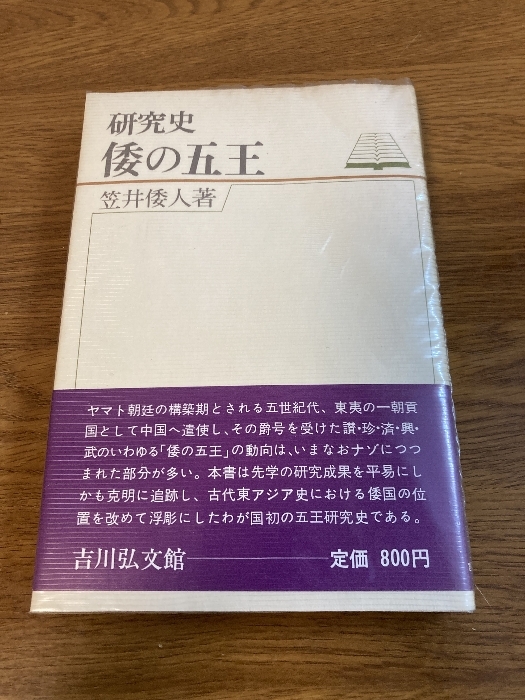 研究史
倭の五王
笠井倭人著
ヤマト朝廷の構築期とされる五世紀代、東夷の一朝貢
国として中国へ遣使し、その爵号を受けた讃・珍・済・興・
武のいわゆる「倭の五王」の動向は、いまなおナゾにつつ
まれた部分が多い。本書は先学の研究成果を平易にし
かも克明に追跡し、古代東アジア史における倭国の位
置を改めて浮彫にしたわが国初の五王研究史である。
吉川弘文館 定価 800円